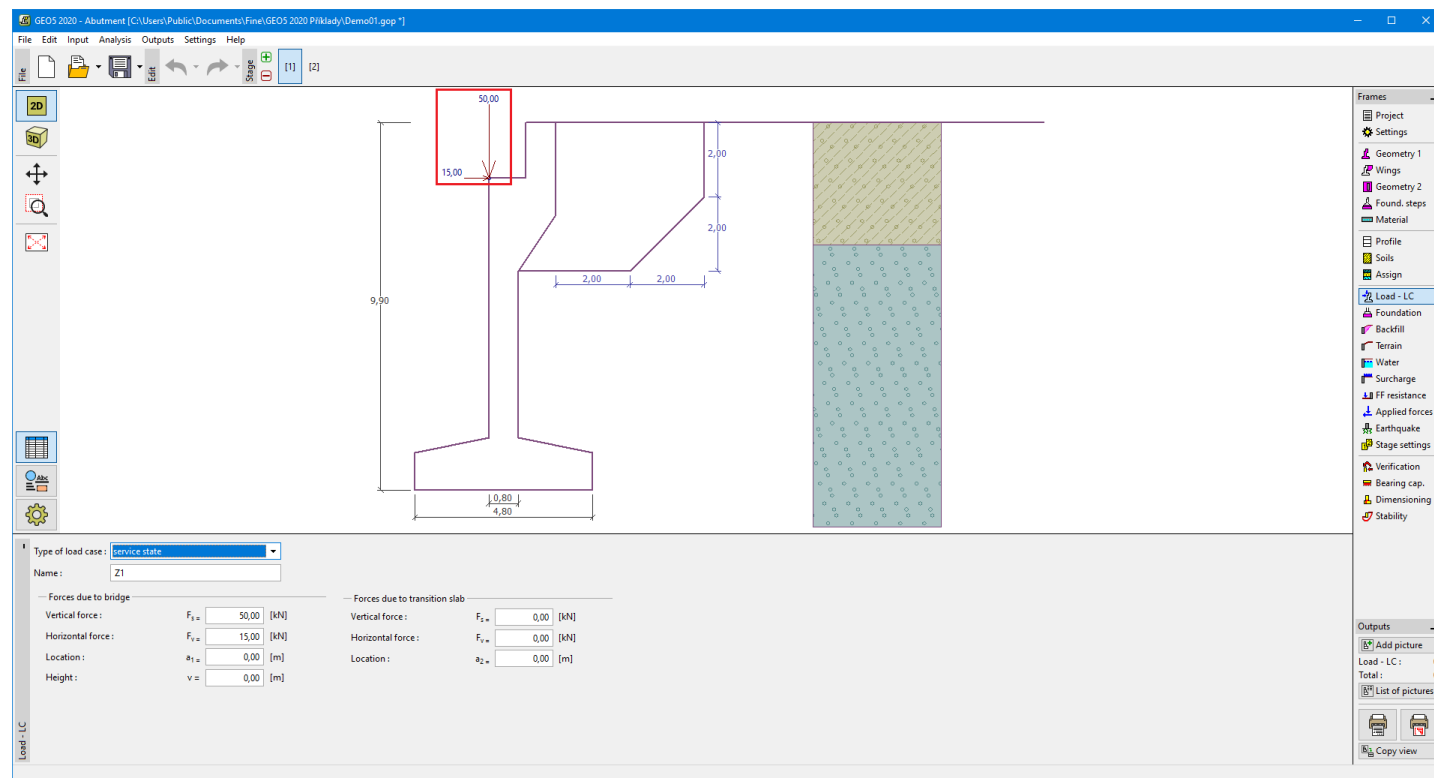 GEO5 2020 - Abutment [C:\Users\Public\Documents\Fine\GEO5 2020 Příklady\Demo01.gop *]
File Edit Input Analysis Outputs Settings Help
File
Edit
Stage
[1] [2]
2D
3D
Abc
50,00
15,00
2,00
2,00
2,00 2,00
9,90
0,80
4,80
Frames
Project
Settings
Geometry 1
Wings
Geometry 2
Found. steps
Material
Profile
Soils
Assign
Load - LC
Foundation
Backfill
Terrain
Water
Surcharge
FF resistance
Applied forces
Earthquake
Stage settings
Verification
Bearing cap.
Dimensioning
Stability
Type of load case : service state
Name : Z1
Forces due to bridge
Vertical force : Fs = 50,00 [kN]
Horizontal force : Fv = 15,00 [kN]
Location : a1 = 0,00 [m]
Height : v = 0,00 [m]
Forces due to transition slab
Vertical force : Fs = 0,00 [kN]
Horizontal force : Fv = 0,00 [kN]
Location : a2 = 0,00 [m]
Load - LC
Outputs
Add picture
Load - LC :
Total :
List of pictures
Copy view